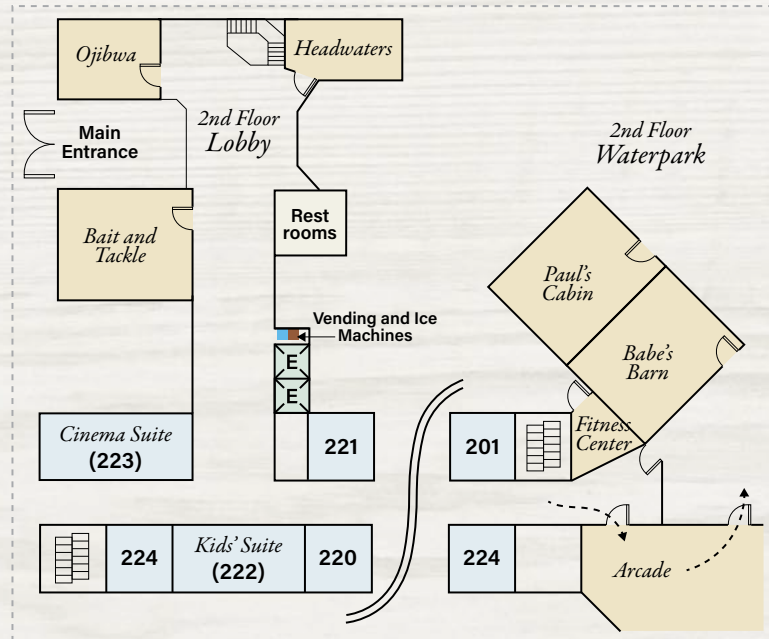 Ojibwa
Headwaters
Main
Entrance
2nd Floor
Lobby
2nd Floor
Waterpark
Bait and
Tackle
Rest
rooms
Paul's
Cabin
Vending and Ice
Machines
Babe's
Barn
E
E
Cinema Suite
(223)
221
201
Fitness
Center
224
Kids' Suite
(222)
220
224
Arcade